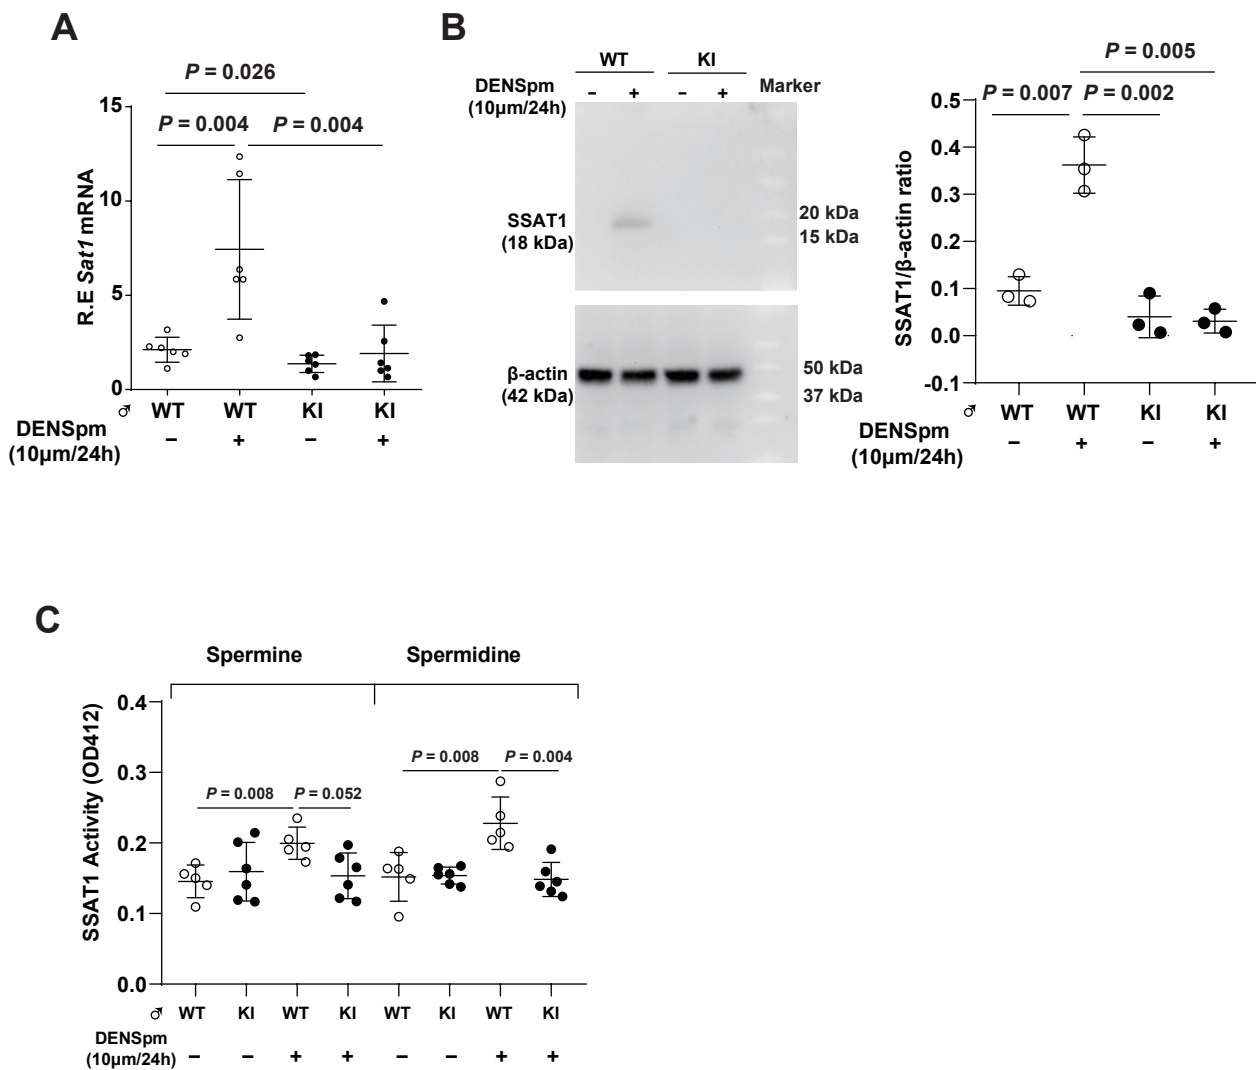 A
P = 0.026
P = 0.004 P = 0.004
15
10
5
0
R.E Sat1 mRNA
♂ WT WT KI KI
DENSpm
(10µm/24h) – + – +
B
WT KI
DENSpm
(10µm/24h) – + – + Marker
SSAT1
(18 kDa)
20 kDa
15 kDa
β-actin
(42 kDa)
50 kDa
37 kDa
P = 0.005
P = 0.007 P = 0.002
0.5
0.4
0.3
0.2
0.1
0.0
-0.1
SSAT1/β-actin ratio
♂ WT WT KI KI
DENSpm
(10µm/24h) – + – +
C
Spermine Spermidine
0.4
0.3
0.2
0.1
0.0
SSAT1 Activity (OD412)
P = 0.008 P = 0.052
P = 0.008 P = 0.004
♂ WT KI WT KI WT KI WT KI
DENSpm
(10µm/24h) – – + + – – + +